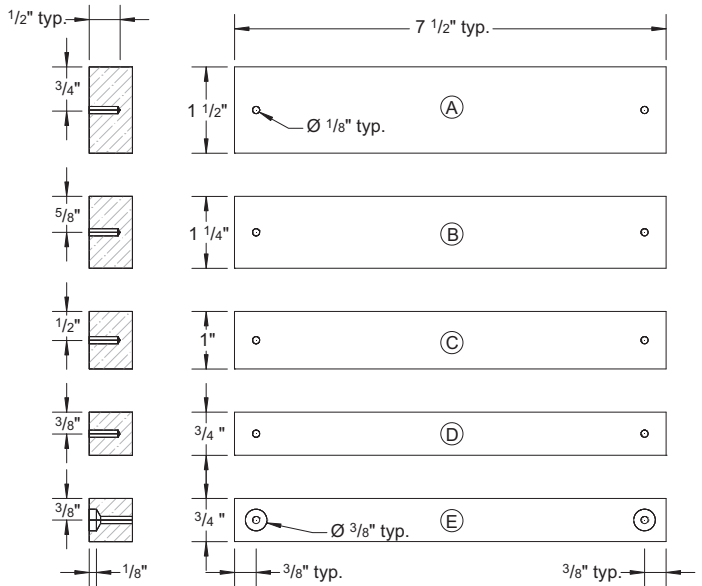 1/2" typ.
7 1/2" typ.
3/4"
1 1/2"
A
Ø 1/8" typ.
5/8"
1 1/4"
B
1/2"
1"
C
3/8"
3/4"
D
3/8"
3/4"
E
Ø 3/8" typ.
1/8"
3/8" typ.
3/8" typ.